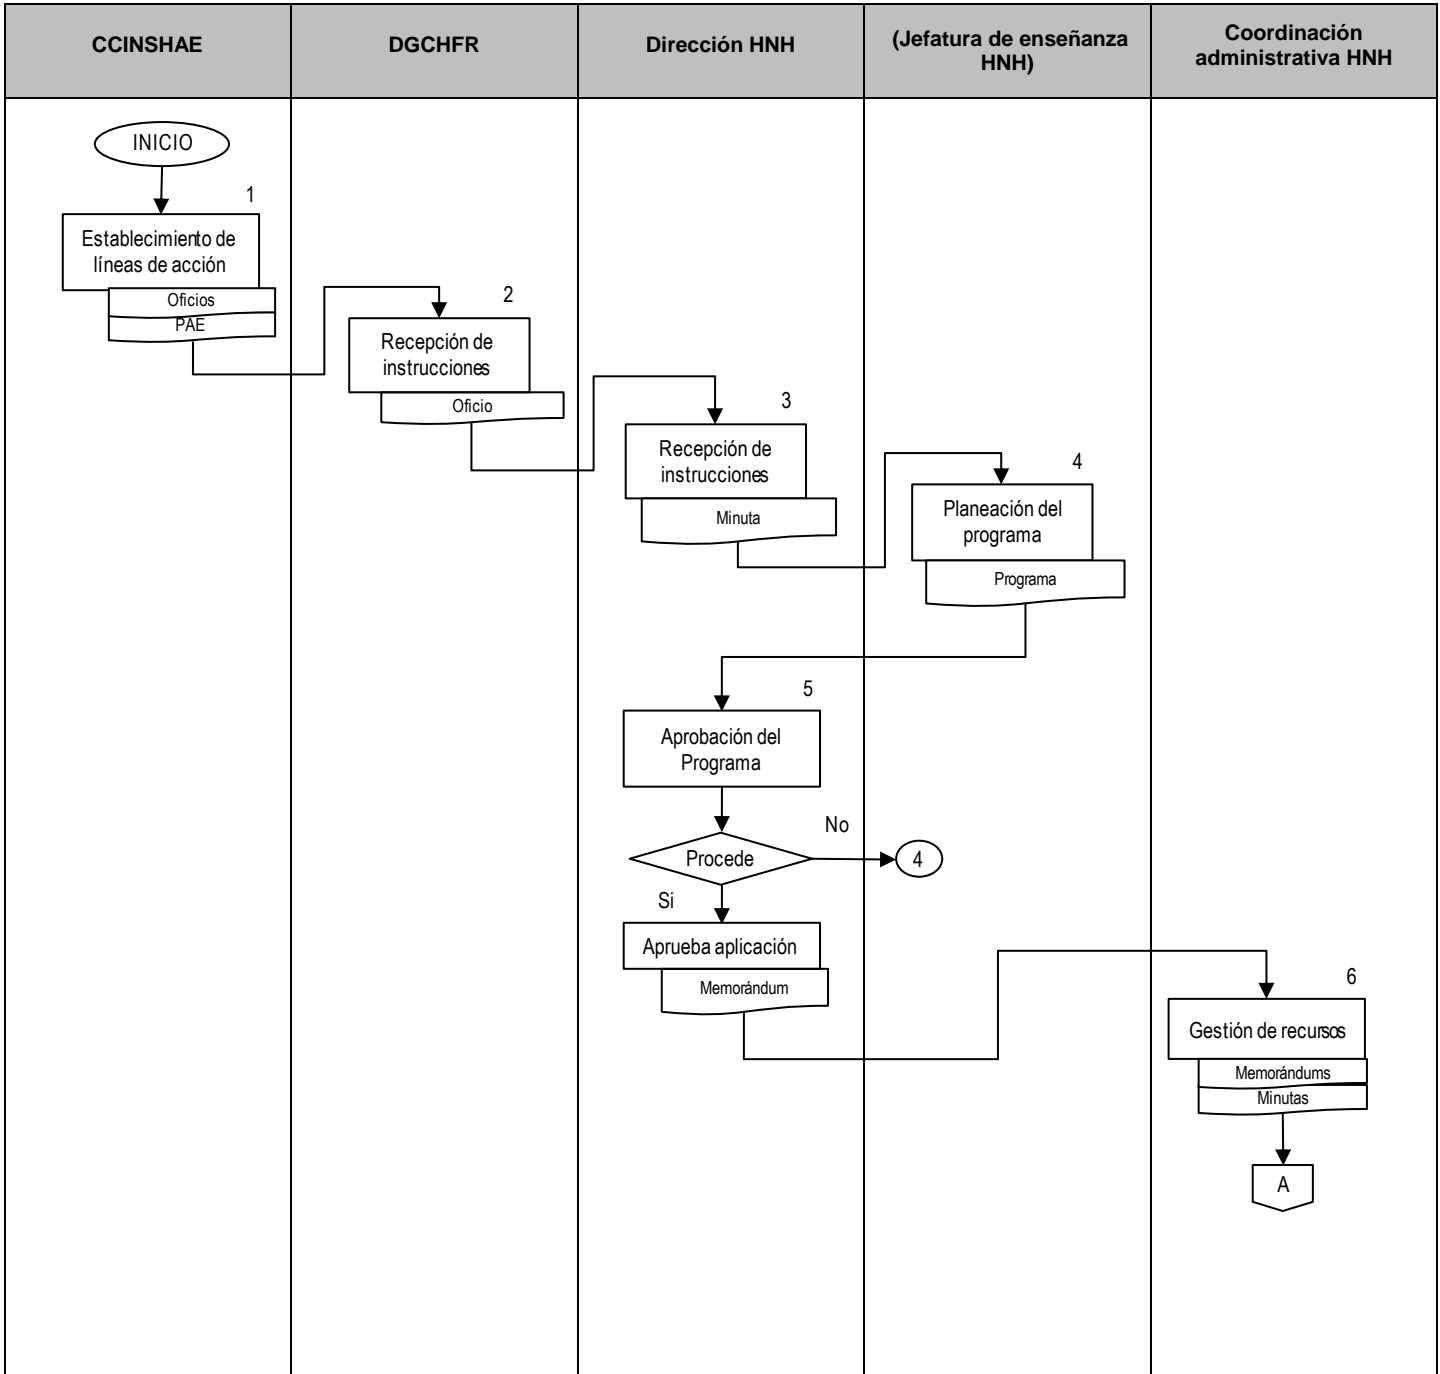 CCINSHAE
DGCHFR
Dirección HNH
(Jefatura de enseñanza
HNH)
Coordinación
administrativa HNH
INICIO
1
Establecimiento de
líneas de acción
Oficios
PAE
2
Recepción de
instrucciones
Oficio
3
Recepción de
instrucciones
Minuta
4
Planeación del
programa
Programa
5
Aprobación del
Programa
No
Procede
4
Si
Aprueba aplicación
Memorándum
6
Gestión de recursos
Memorándums
Minutas
A